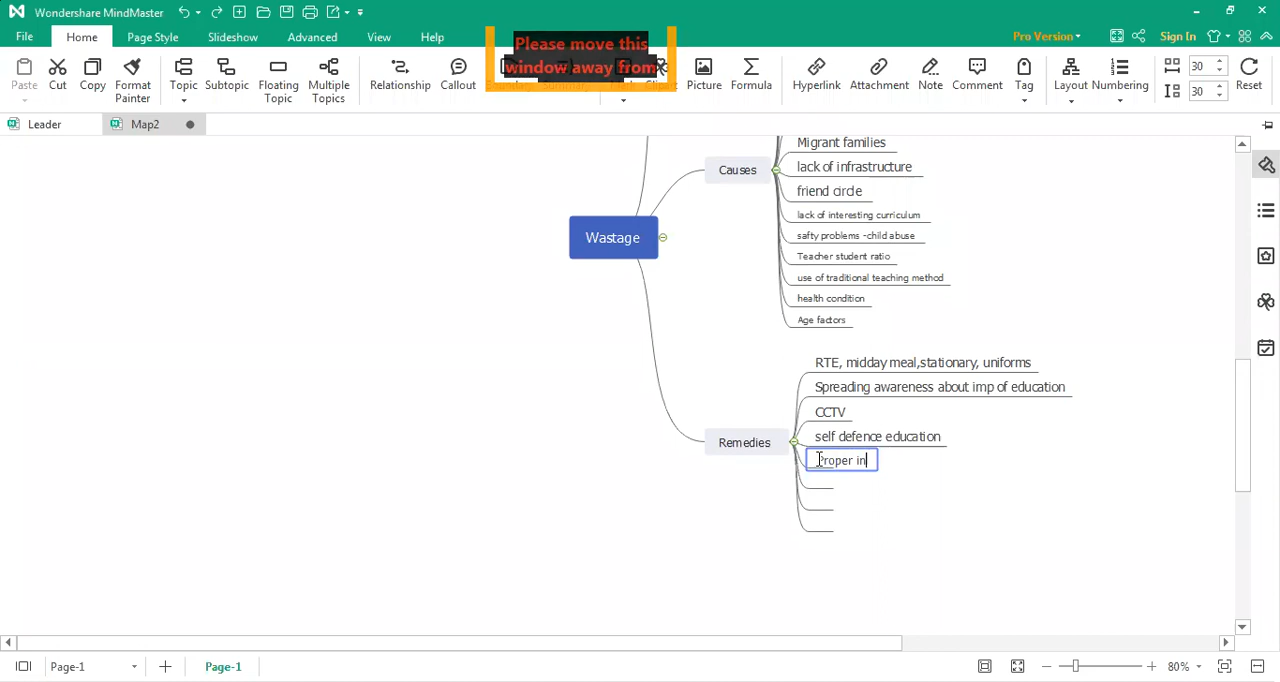 Wondershare MindMaster
File Home Page Style Slideshow Advanced View Help Pro Version Sign In
Please move this
window away from
Paste Cut Copy Format Painter Topic Subtopic Floating Topic Multiple Topics Relationship Callout Picture Formula Hyperlink Attachment Note Comment Tag Layout Numbering 30 30 Reset
Leader Map2
Migrant families
Causes
lack of infrastructure
friend circle
lack of interesting curriculum
Wastage
safty problems -child abuse
Teacher student ratio
use of traditional teaching method
health condition
Age factors
RTE, midday meal,stationary, uniforms
Spreading awareness about imp of education
CCTV
Remedies
self defence education
Proper in
Page-1 Page-1 80%